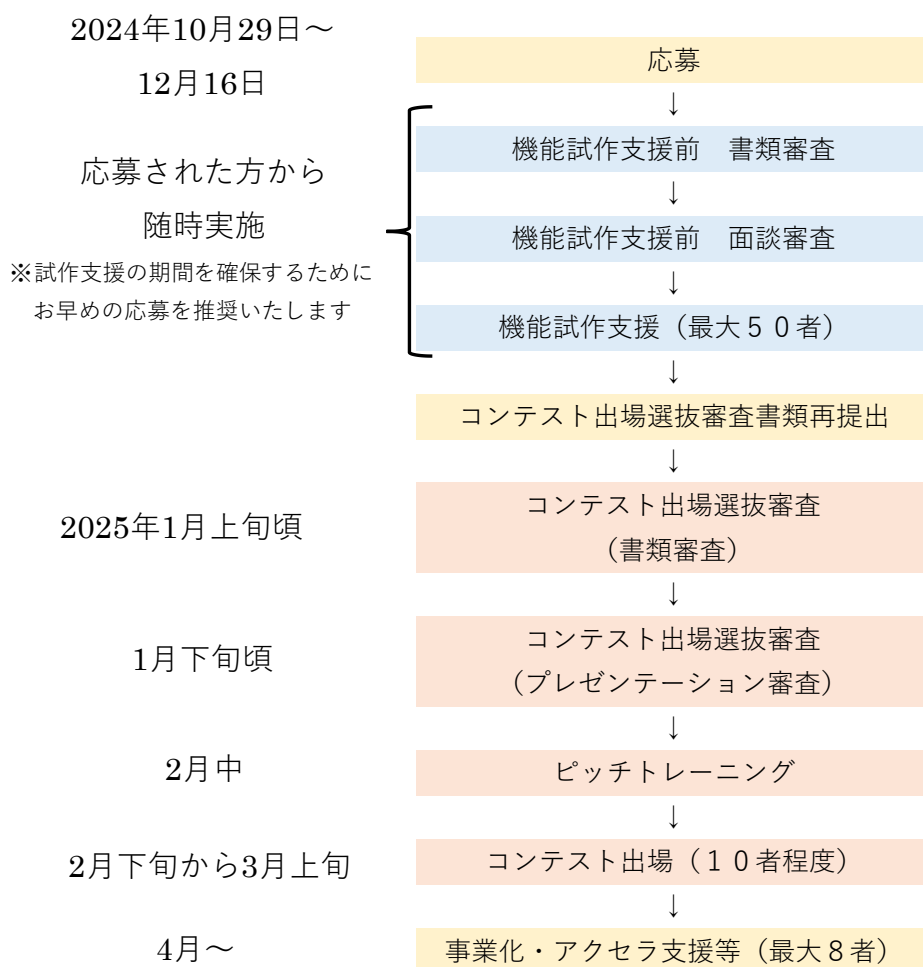 2024年10月29日～
12月16日
応募
↓
応募された方から
随時実施
※試作支援の期間を確保するために
お早めの応募を推奨いたします
機能試作支援前　書類審査
↓
機能試作支援前　面談審査
↓
機能試作支援（最大５０者）
↓
コンテスト出場選抜審査書類再提出
↓
2025年1月上旬頃
コンテスト出場選抜審査
（書類審査）
↓
1月下旬頃
コンテスト出場選抜審査
（プレゼンテーション審査）
↓
2月中
ピッチトレーニング
↓
2月下旬から3月上旬
コンテスト出場（１０者程度）
↓
4月～
事業化・アクセラ支援等（最大８者）